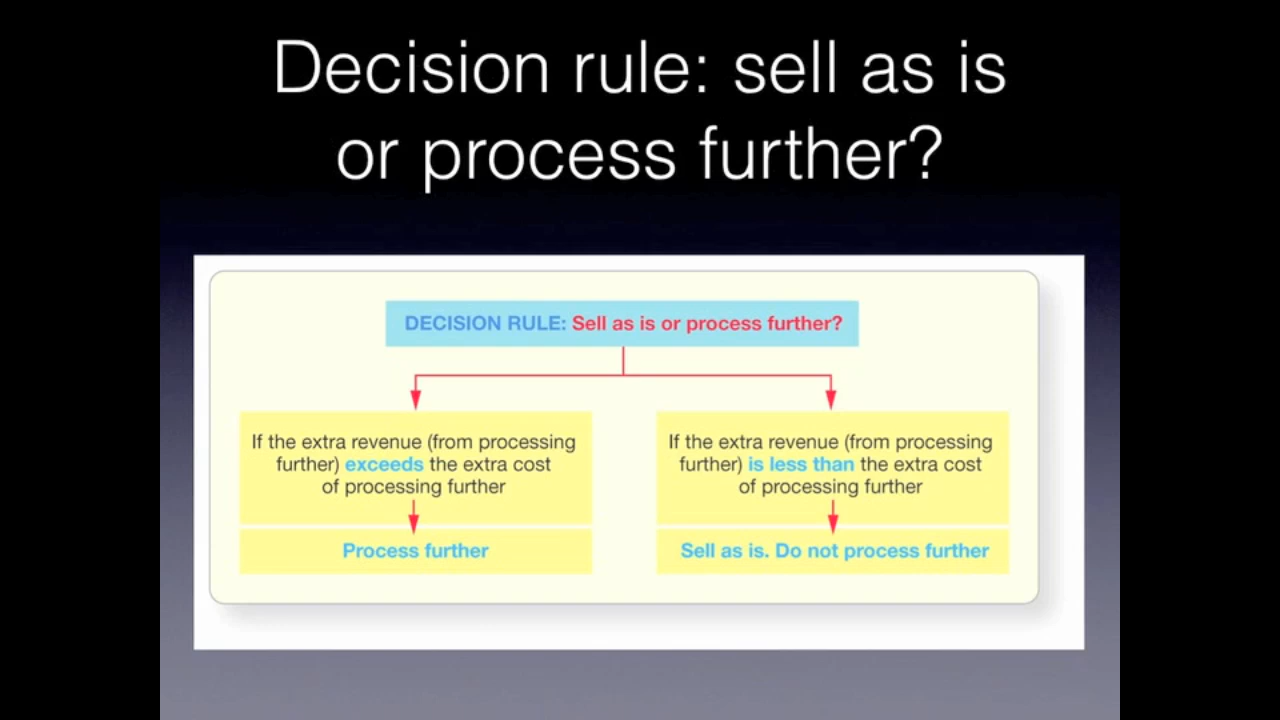 Decision rule: sell as is
or process further?
DECISION RULE: Sell as is or process further?
If the extra revenue (from processing
further) exceeds the extra cost
of processing further
Process further
If the extra revenue (from processing
further) is less than the extra cost
of processing further
Sell as is. Do not process further